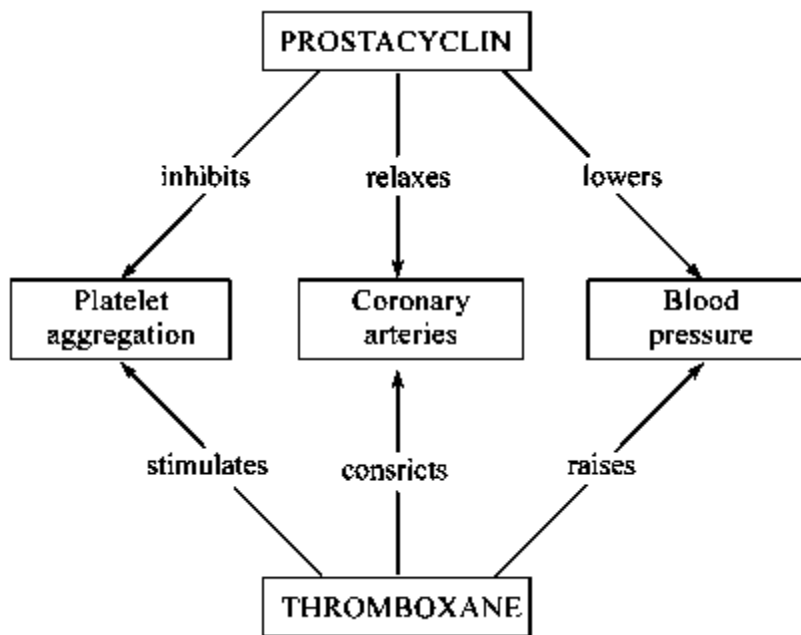 PROSTACYCLIN
inhibits
relaxes
lowers
Platelet
aggregation
Coronary
arteries
Blood
pressure
stimulates
consricts
raises
THROMBOXANE